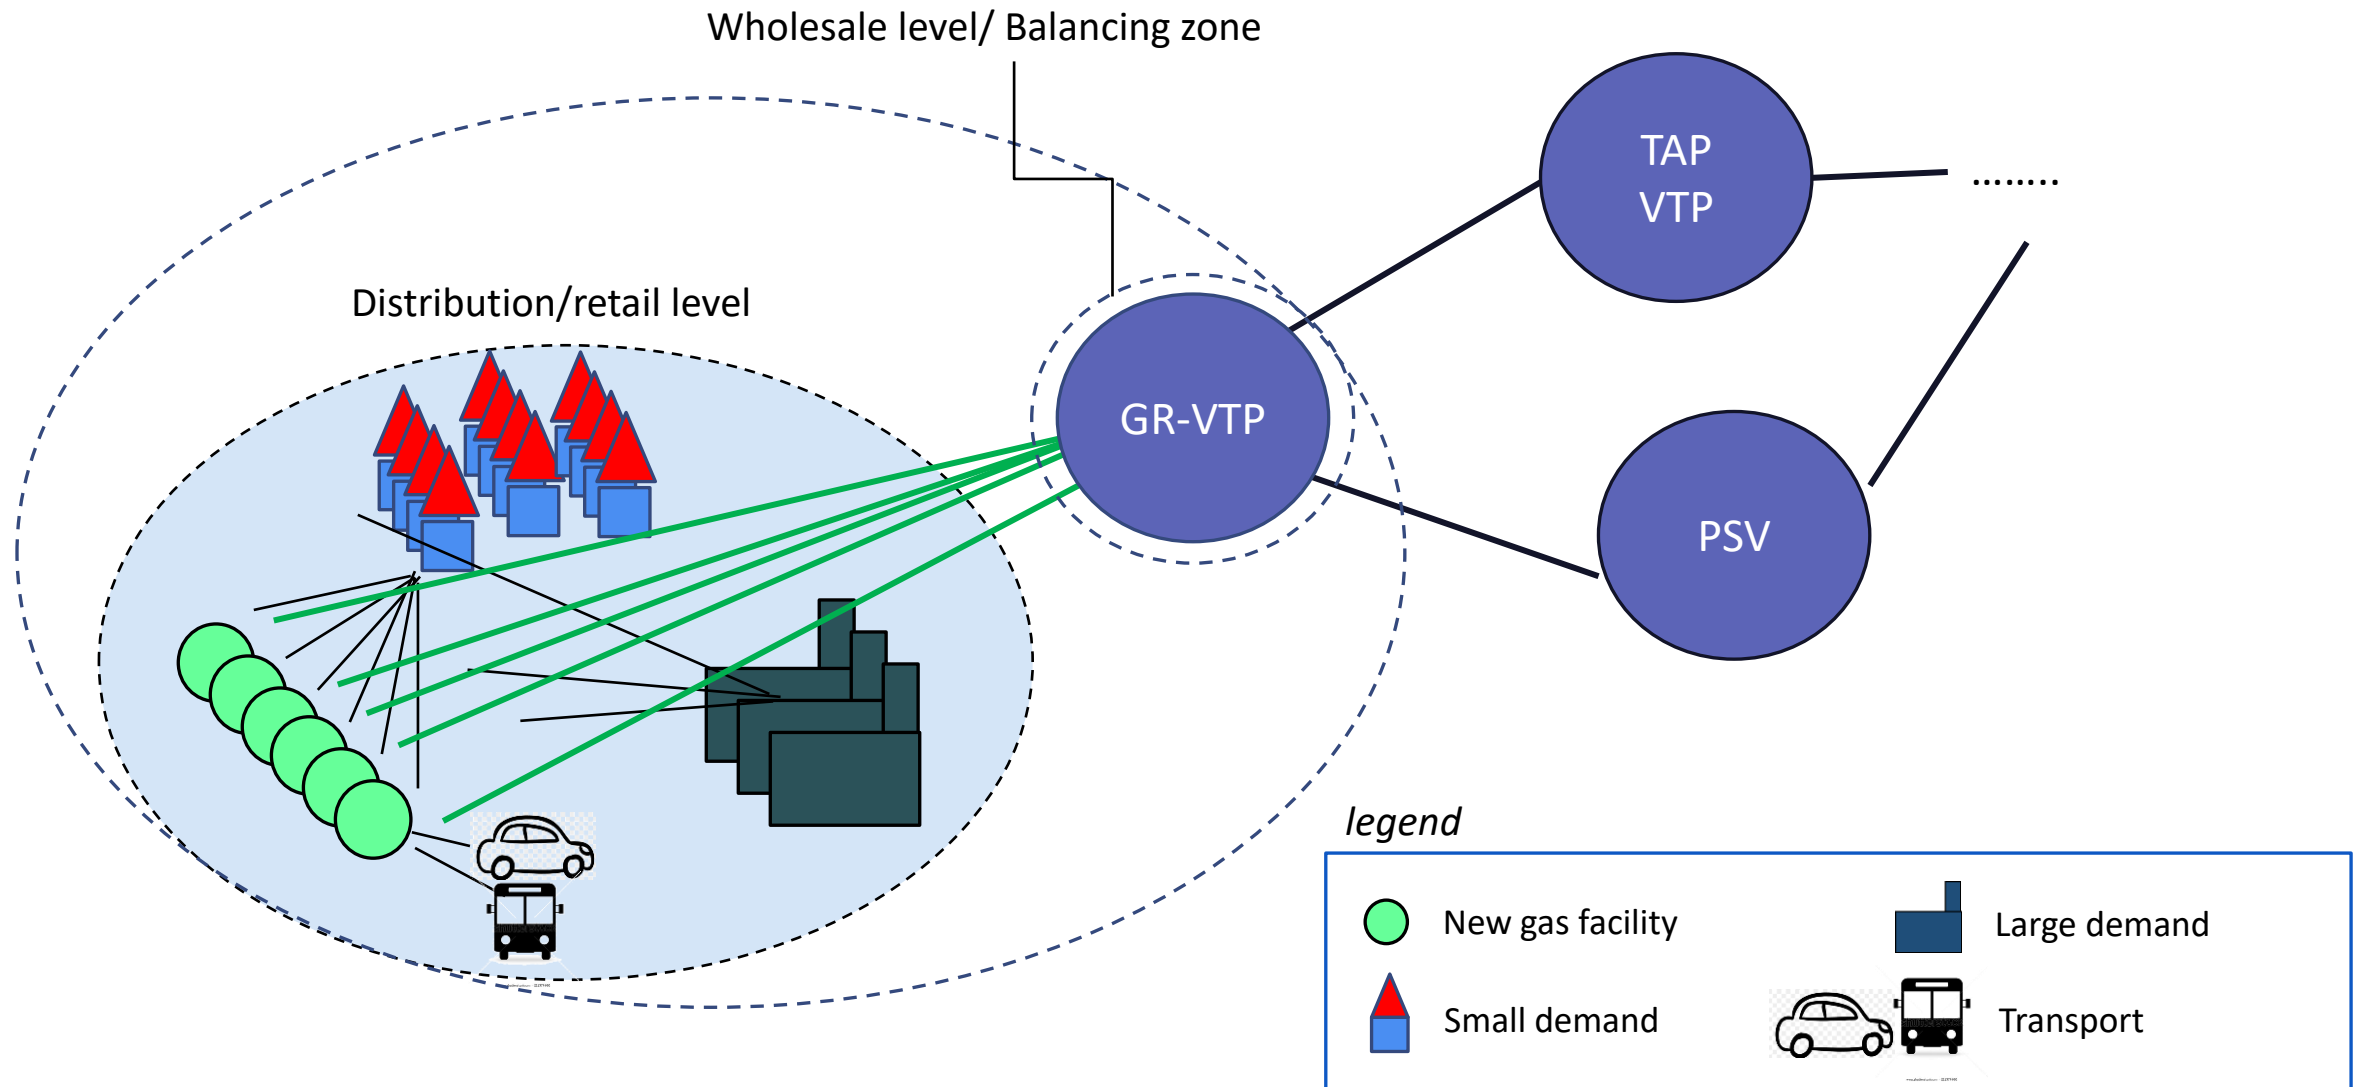 Wholesale level/ Balancing zone
TAP
VTP
........
Distribution/retail level
GR-VTP
PSV
legend
New gas facility
Large demand
Small demand
Transport